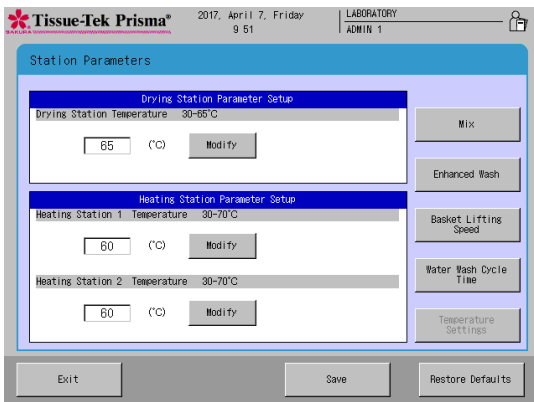 Tissue-Tek Prisma®
SAKURA
2017, April 7, Friday
9 51
LABORATORY
ADMIN 1
Station Parameters
Drying Station Parameter Setup
Drying Station Temperature 30-65°C
65 (°C) Modify
Heating Station Parameter Setup
Heating Station 1 Temperature 30-70°C
60 (°C) Modify
Heating Station 2 Temperature 30-70°C
60 (°C) Modify
Mix
Enhanced Wash
Basket Lifting
Speed
Water Wash Cycle
Time
Temperature
Settings
Exit
Save
Restore Defaults